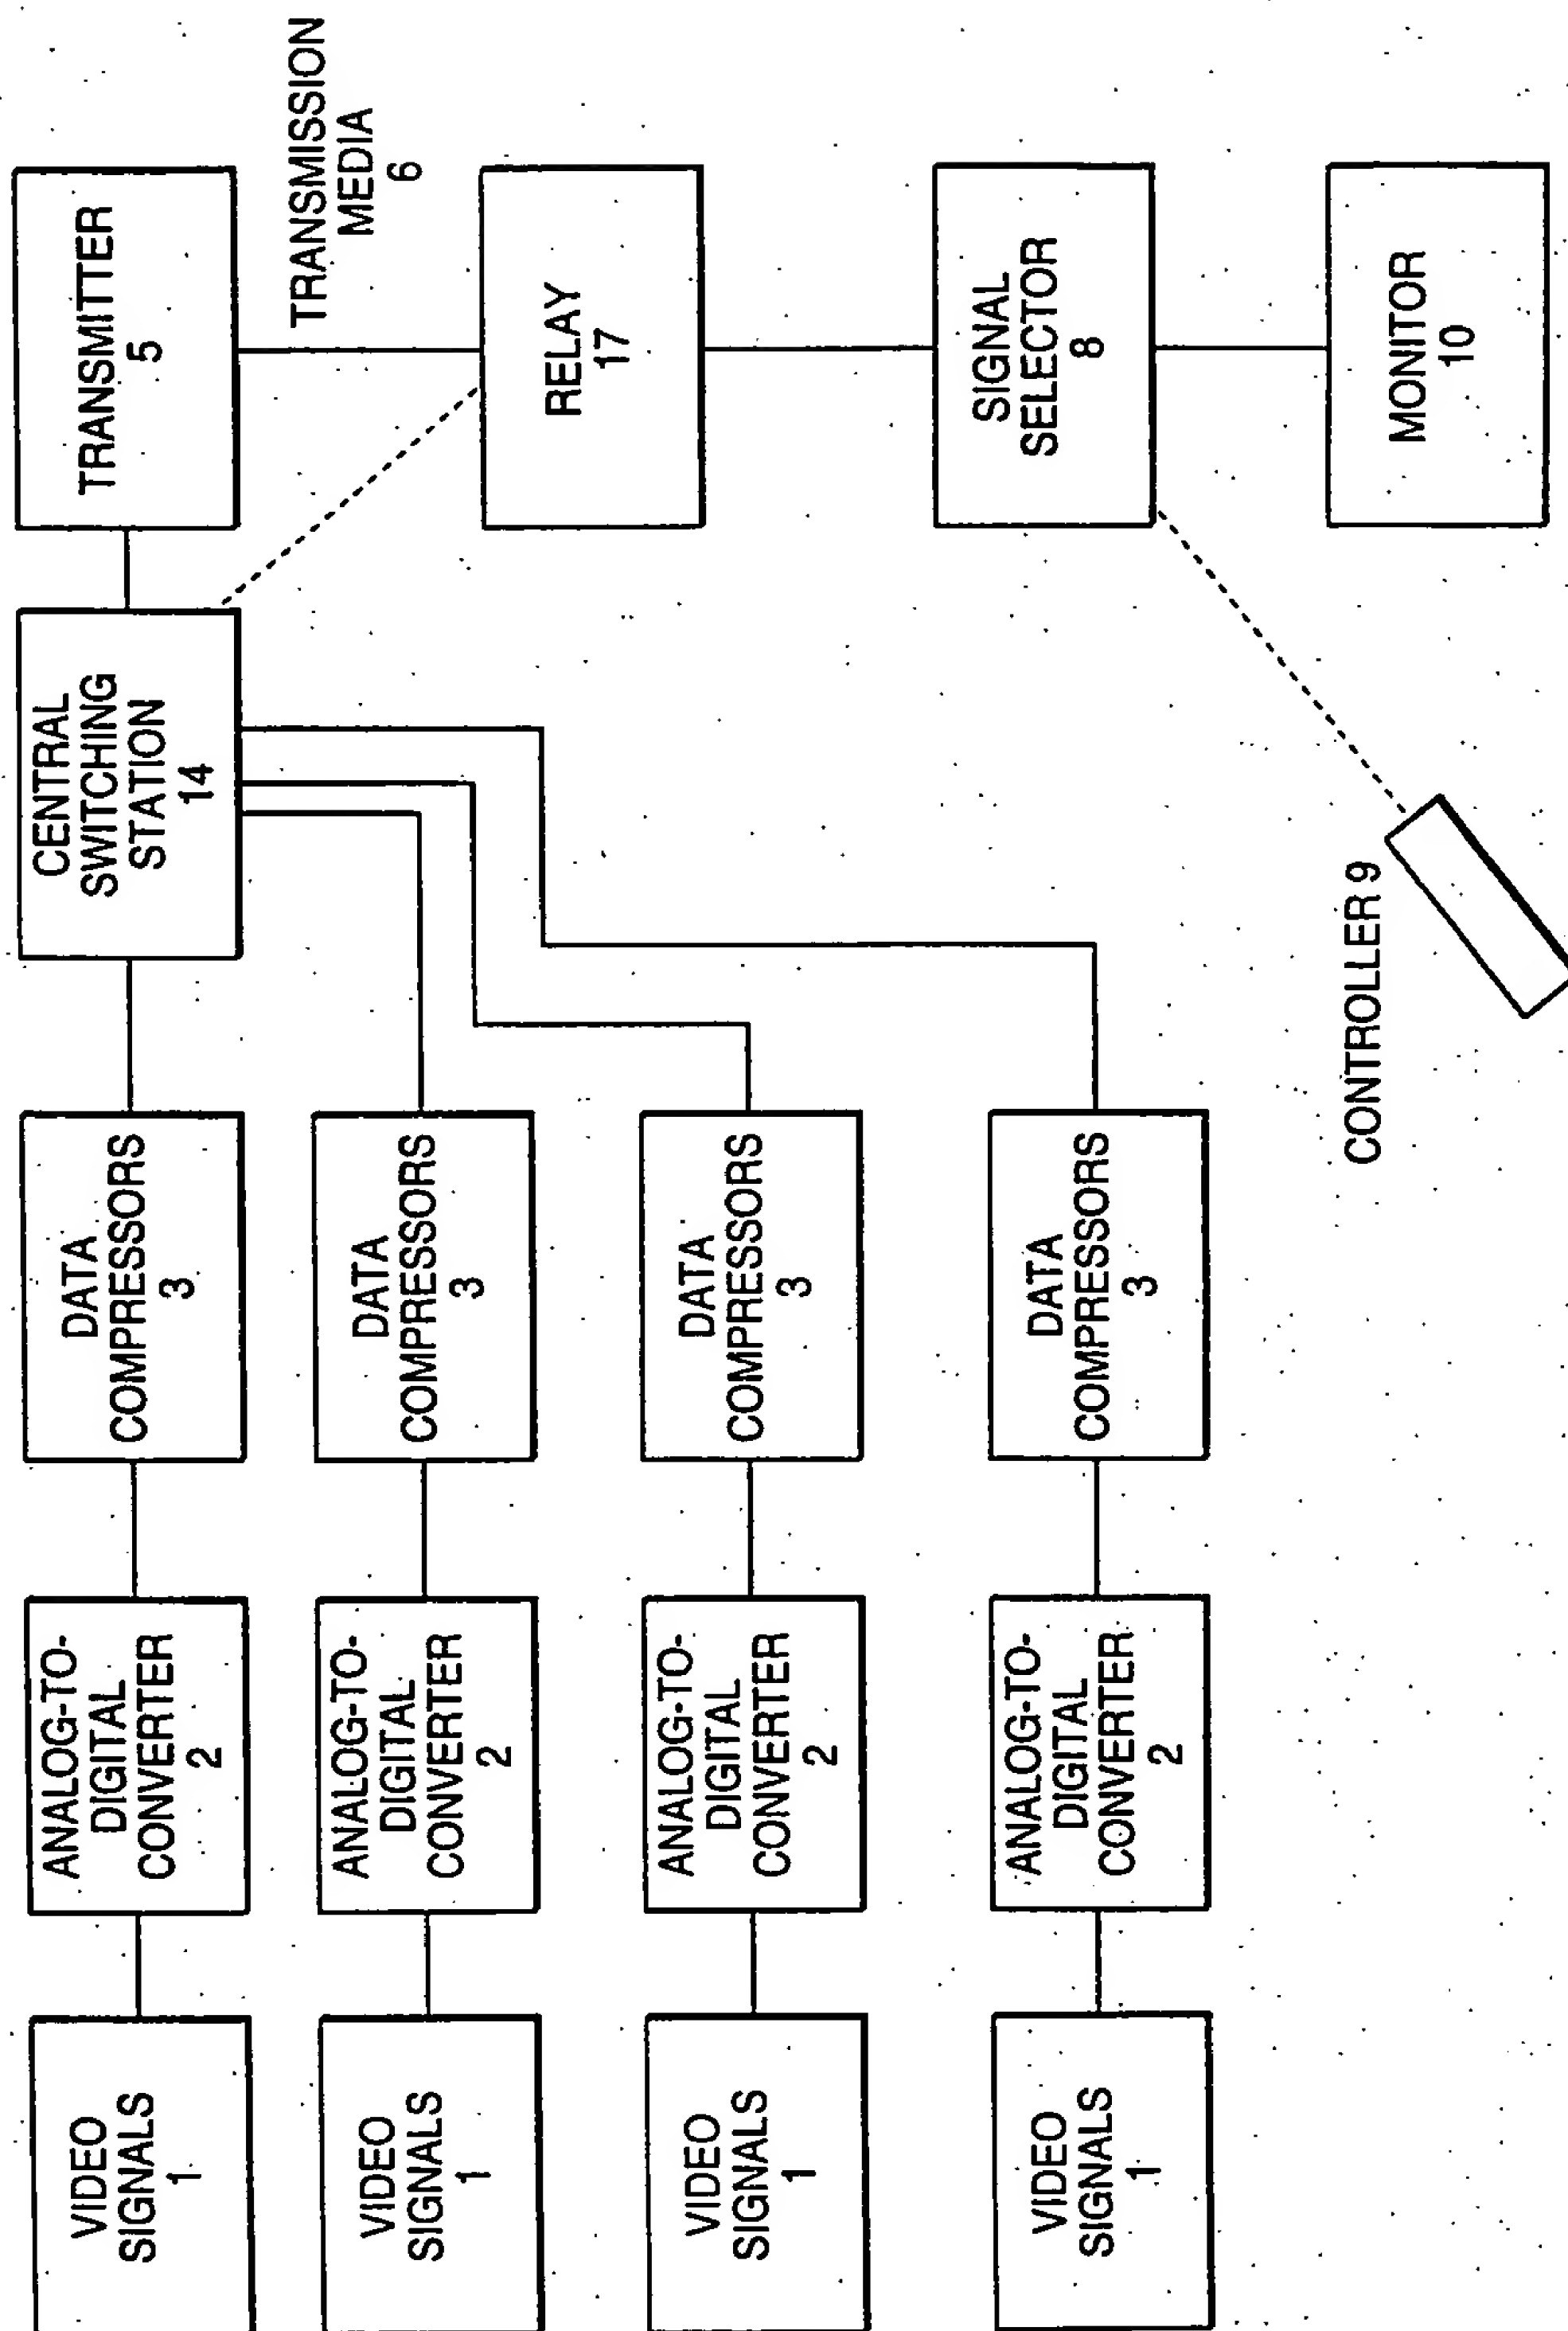 VIDEO
SIGNALS
1
ANALOG-TO-
DIGITAL
CONVERTER
2
DATA
COMPRESSORS
3
CENTRAL
SWITCHING
STATION
14
TRANSMITTER
5
VIDEO
SIGNALS
1
ANALOG-TO-
DIGITAL
CONVERTER
2
DATA
COMPRESSORS
3
TRANSMISSION
MEDIA
6
VIDEO
SIGNALS
1
ANALOG-TO-
DIGITAL
CONVERTER
2
DATA
COMPRESSORS
3
RELAY
17
VIDEO
SIGNALS
1
ANALOG-TO-
DIGITAL
CONVERTER
2
DATA
COMPRESSORS
3
SIGNAL
SELECTOR
8
CONTROLLER 9
MONITOR
10